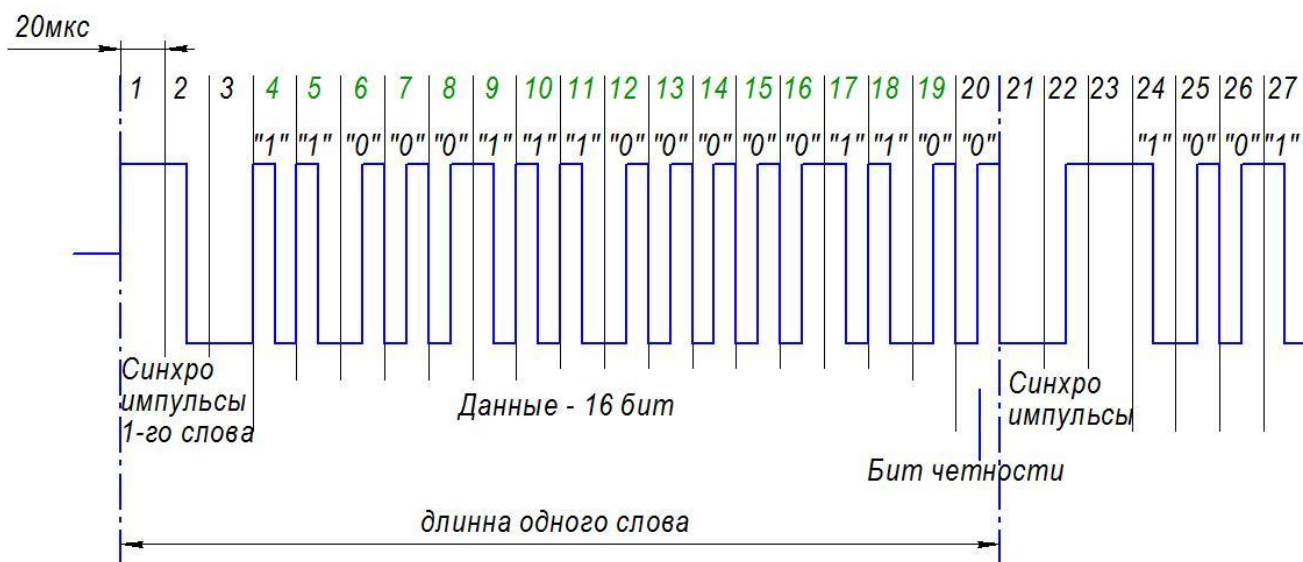 20мкс
1 2 3 4 5 6 7 8 9 10 11 12 13 14 15 16 17 18 19 20 21 22 23 24 25 26 27
"1" "1" "0" "0" "0" "1" "1" "1" "0" "0" "0" "0" "0" "1" "1" "0" "0" "1" "0" "0" "1"
Синхро
импульсы
1-го слова
Данные - 16 бит
Синхро
импульсы
Бит четности
длинна одного слова